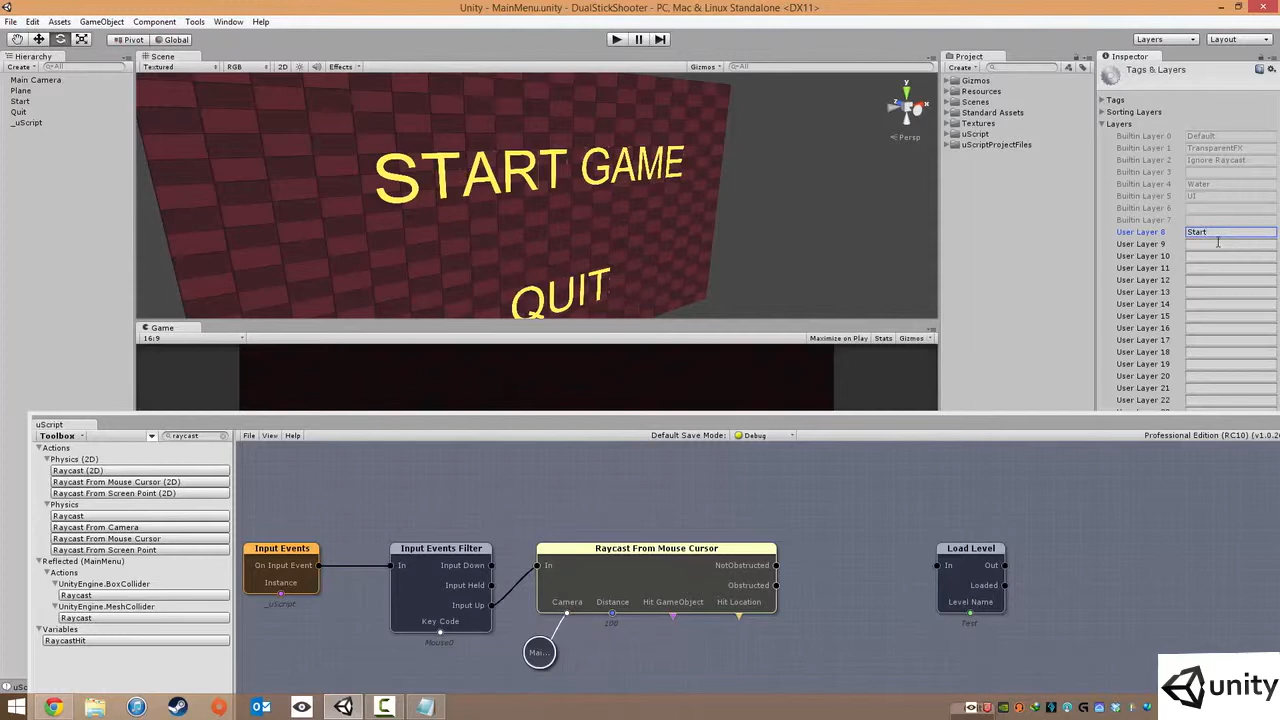 Unity - MainMenu.unity - DualStickShooter - PC, Mac & Linux Standalone <DX11>
File Edit Assets GameObject Component Tools Window Help
Pivot Global Layers Layout
Hierarchy
Create All
Main Camera
Plane
Start
Quit
_uScript
Scene
Textured RGB 2D Effects Gizmos All
START GAME
QUIT
y
x
z
Persp
Game
16:9 Maximize on Play Stats Gizmos
Project
Create
Gizmos
Resources
Scenes
Standard Assets
Textures
uScript
uScriptProjectFiles
Inspector
Tags & Layers
Tags
Sorting Layers
Layers
Builtin Layer 0 Default
Builtin Layer 1 TransparentFX
Builtin Layer 2 Ignore Raycast
Builtin Layer 3
Builtin Layer 4 Water
Builtin Layer 5 UI
Builtin Layer 6
Builtin Layer 7
User Layer 8 Start
User Layer 9
User Layer 10
User Layer 11
User Layer 12
User Layer 13
User Layer 14
User Layer 15
User Layer 16
User Layer 17
User Layer 18
User Layer 19
User Layer 20
User Layer 21
User Layer 22
uScript
Toolbox raycast
Actions
Physics (2D)
Raycast (2D)
Raycast From Mouse Cursor (2D)
Raycast From Screen Point (2D)
Physics
Raycast
Raycast From Camera
Raycast From Mouse Cursor
Raycast From Screen Point
Reflected (MainMenu)
Actions
UnityEngine.BoxCollider
Raycast
UnityEngine.MeshCollider
Raycast
Variables
RaycastHit
File View Help Default Save Mode: Debug Professional Edition (RC10) v1.0.2
Input Events
On Input Event
Instance
_uScript
Input Events Filter
In Input Down
Input Held
Input Up
Key Code
Mouse0
Raycast From Mouse Cursor
In NotObstructed
Obstructed
Camera Distance Hit GameObject Hit Location
100
Mai...
Load Level
In Out
Loaded
Level Name
Test
uSc
unity